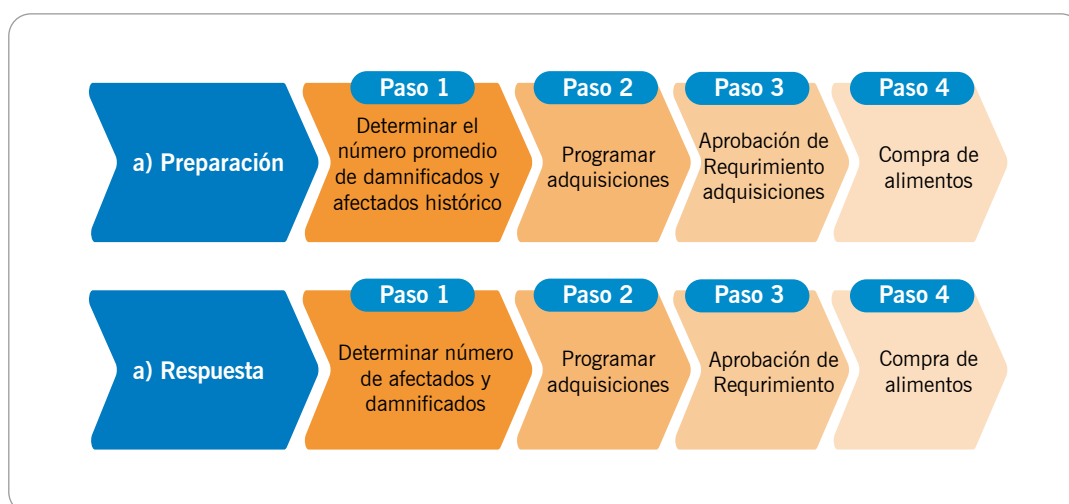 a) Preparación
Paso 1
Determinar el
número promedio
de damnificados y
afectados histórico
Paso 2
Programar
adquisiciones
Paso 3
Aprobación de
Requrimiento
adquisiciones
Paso 4
Compra de
alimentos
a) Respuesta
Paso 1
Determinar número
de afectados y
damnificados
Paso 2
Programar
adquisiciones
Paso 3
Aprobación de
Requrimiento
Paso 4
Compra de
alimentos